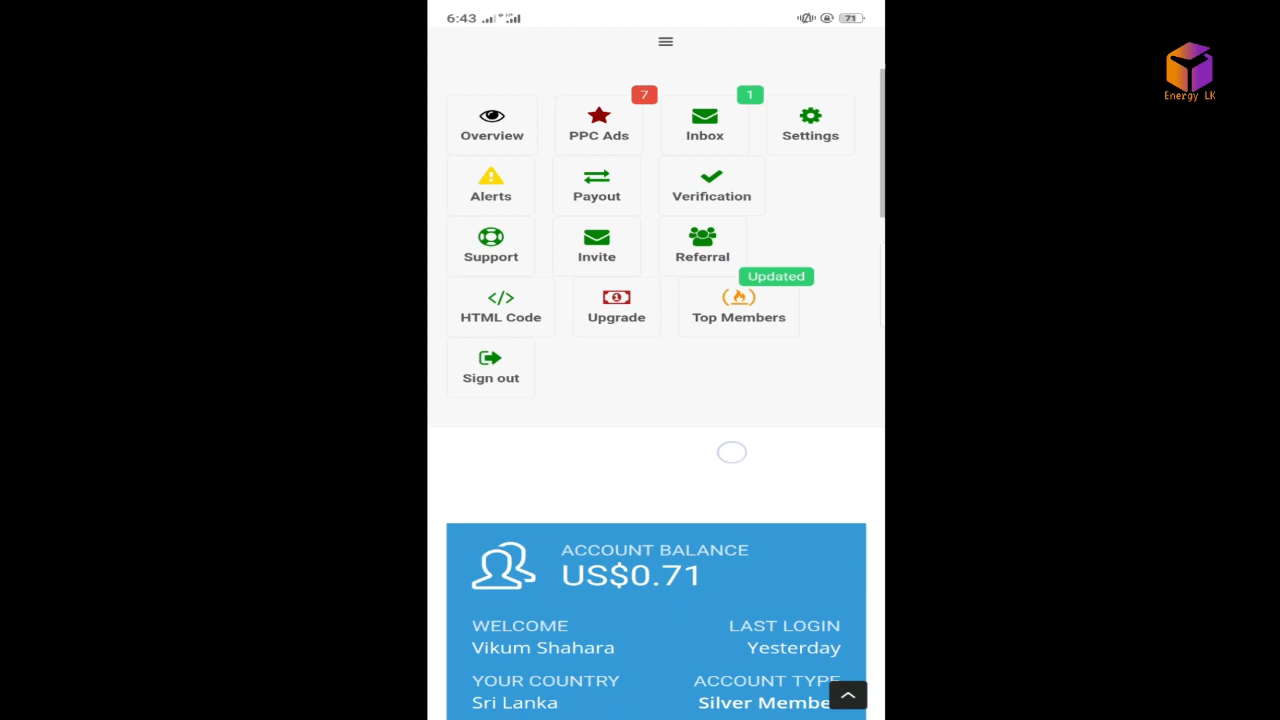 6:43
71
Energy LK
7
1
Overview
PPC Ads
Inbox
Settings
Alerts
Payout
Verification
Support
Invite
Referral
Updated
HTML Code
Upgrade
Top Members
Sign out
ACCOUNT BALANCE
US$0.71
WELCOME
LAST LOGIN
Vikum Shahara
Yesterday
YOUR COUNTRY
ACCOUNT TYPE
Sri Lanka
Silver Membe